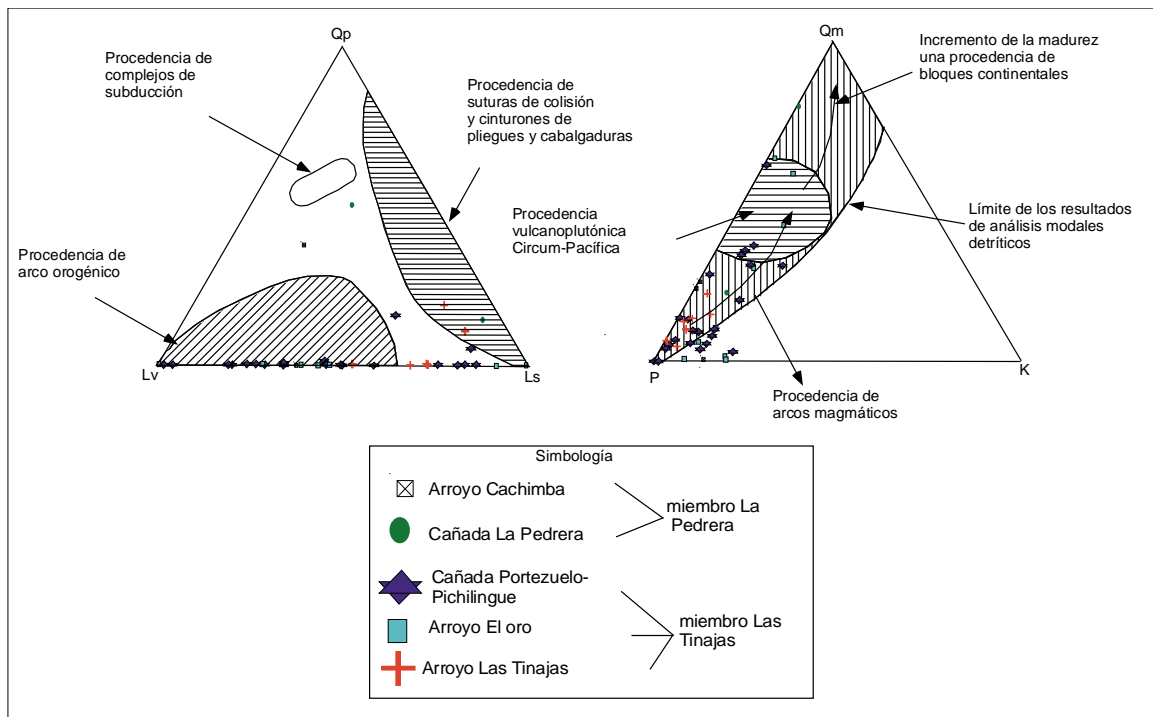 Qp
Procedencia de
complejos de
subducción
Procedencia de
suturas de colisión
y cinturones de
pliegues y cabalgaduras
Procedencia de
arco orogénico
Lv
Ls
Qm
Incremento de la madurez
una procedencia de
bloques continentales
Procedencia
vulcanoplutónica
Circum-Pacífica
Límite de los resultados
de análisis modales
detríticos
P
K
Procedencia de
arcos magmáticos
Simbología
Arroyo Cachimba
Cañada La Pedrera
miembro La
Pedrera
Cañada Portezuelo-
Pichilingue
Arroyo El oro
Arroyo Las Tinajas
miembro Las
Tinajas